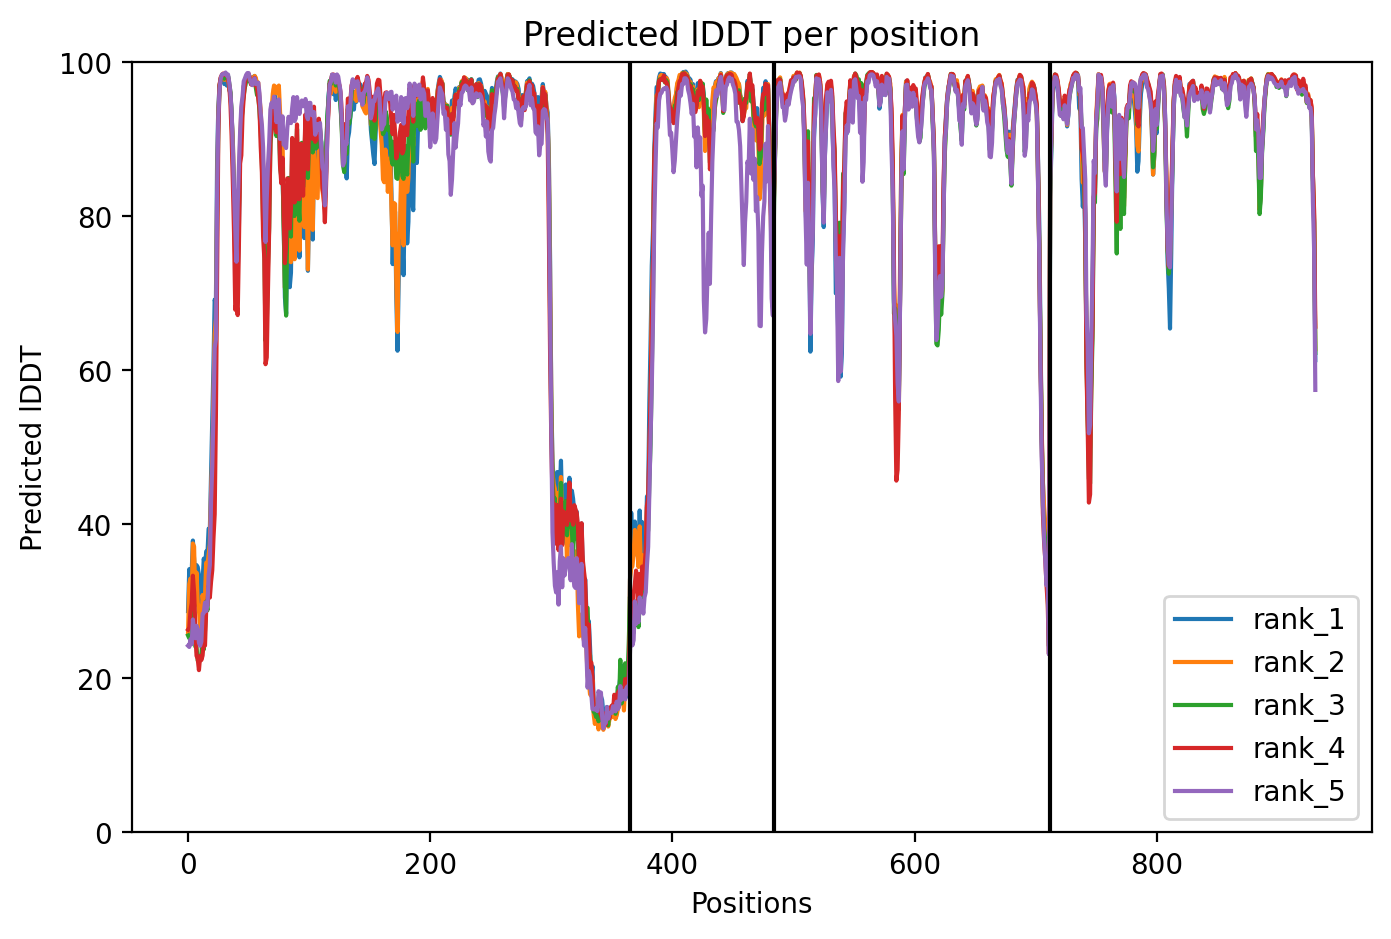 Predicted lDDT per position
Predicted lDDT
100
80
60
40
20
0
0 200 400 600 800
Positions
rank_1
rank_2
rank_3
rank_4
rank_5